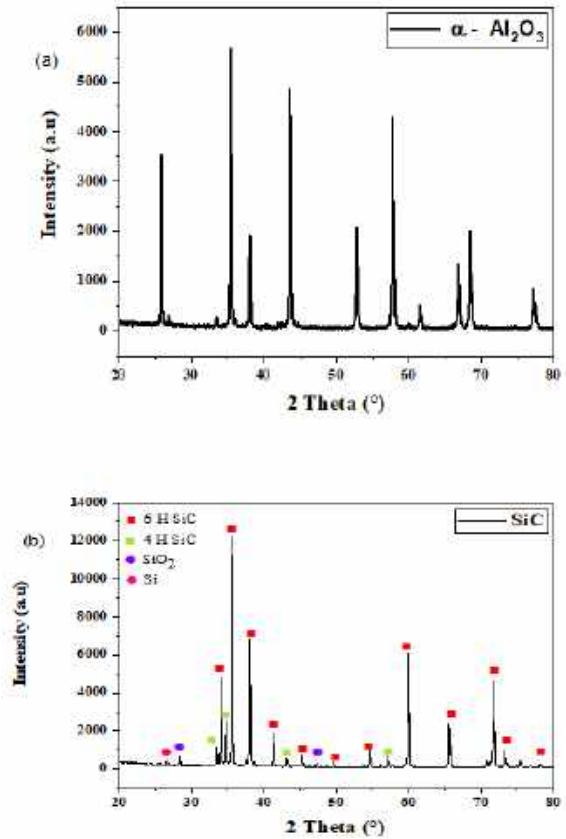 (a)
α - Al₂O₃
Intensity (a.u)
6000
5000
4000
3000
2000
1000
0
20 30 40 50 60 70 80
2 Theta (°)
(b)
6 H SiC
4 H SiC
SiO₂
Si
SiC
Intensity (a.u)
14000
12000
10000
8000
6000
4000
2000
0
20 30 40 50 60 70 80
2 Theta (°)